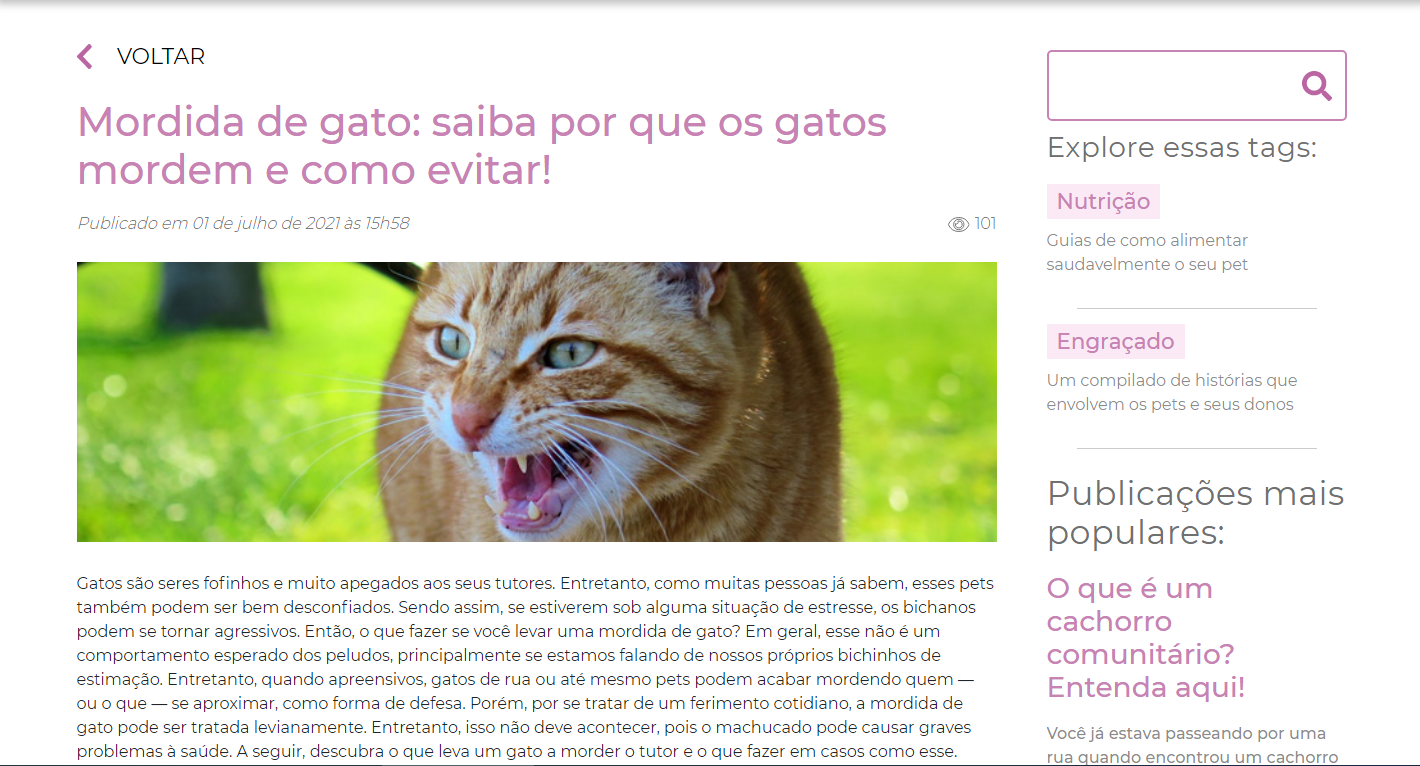 VOLTAR
Mordida de gato: saiba por que os gatos
mordem e como evitar!
Publicado em 01 de julho de 2021 às 15h58
101
Gatos são seres fofinhos e muito apegados aos seus tutores. Entretanto, como muitas pessoas já sabem, esses pets
também podem ser bem desconfiados. Sendo assim, se estiverem sob alguma situação de estresse, os bichanos
podem se tornar agressivos. Então, o que fazer se você levar uma mordida de gato? Em geral, esse não é um
comportamento esperado dos peludos, principalmente se estamos falando de nossos próprios bichinhos de
estimação. Entretanto, quando apreensivos, gatos de rua ou até mesmo pets podem acabar mordendo quem —
ou o que — se aproximar, como forma de defesa. Porém, por se tratar de um ferimento cotidiano, a mordida de
gato pode ser tratada levianamente. Entretanto, isso não deve acontecer, pois o machucado pode causar graves
problemas à saúde. A seguir, descubra o que leva um gato a morder o tutor e o que fazer em casos como esse.
Explore essas tags:
Nutrição
Guias de como alimentar
saudavelmente o seu pet
Engraçado
Um compilado de histórias que
envolvem os pets e seus donos
Publicações mais
populares:
O que é um
cachorro
comunitário?
Entenda aqui!
Você já estava passeando por uma
rua quando encontrou um cachorro